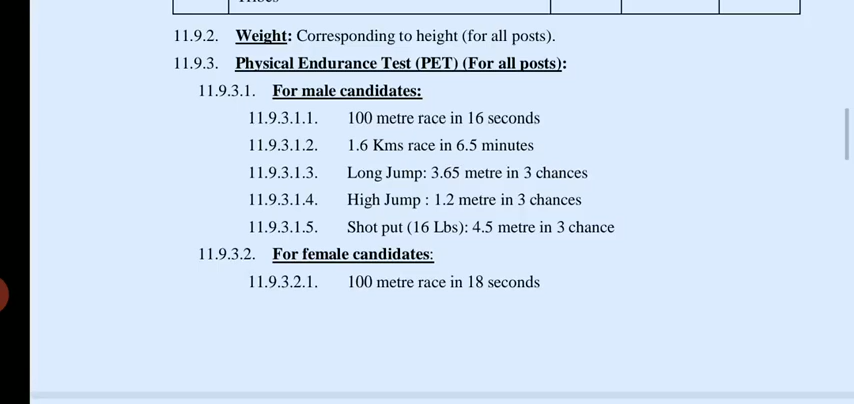 11.9.2. Weight: Corresponding to height (for all posts).
11.9.3. Physical Endurance Test (PET) (For all posts):
11.9.3.1. For male candidates:
11.9.3.1.1. 100 metre race in 16 seconds
11.9.3.1.2. 1.6 Kms race in 6.5 minutes
11.9.3.1.3. Long Jump: 3.65 metre in 3 chances
11.9.3.1.4. High Jump : 1.2 metre in 3 chances
11.9.3.1.5. Shot put (16 Lbs): 4.5 metre in 3 chance
11.9.3.2. For female candidates:
11.9.3.2.1. 100 metre race in 18 seconds